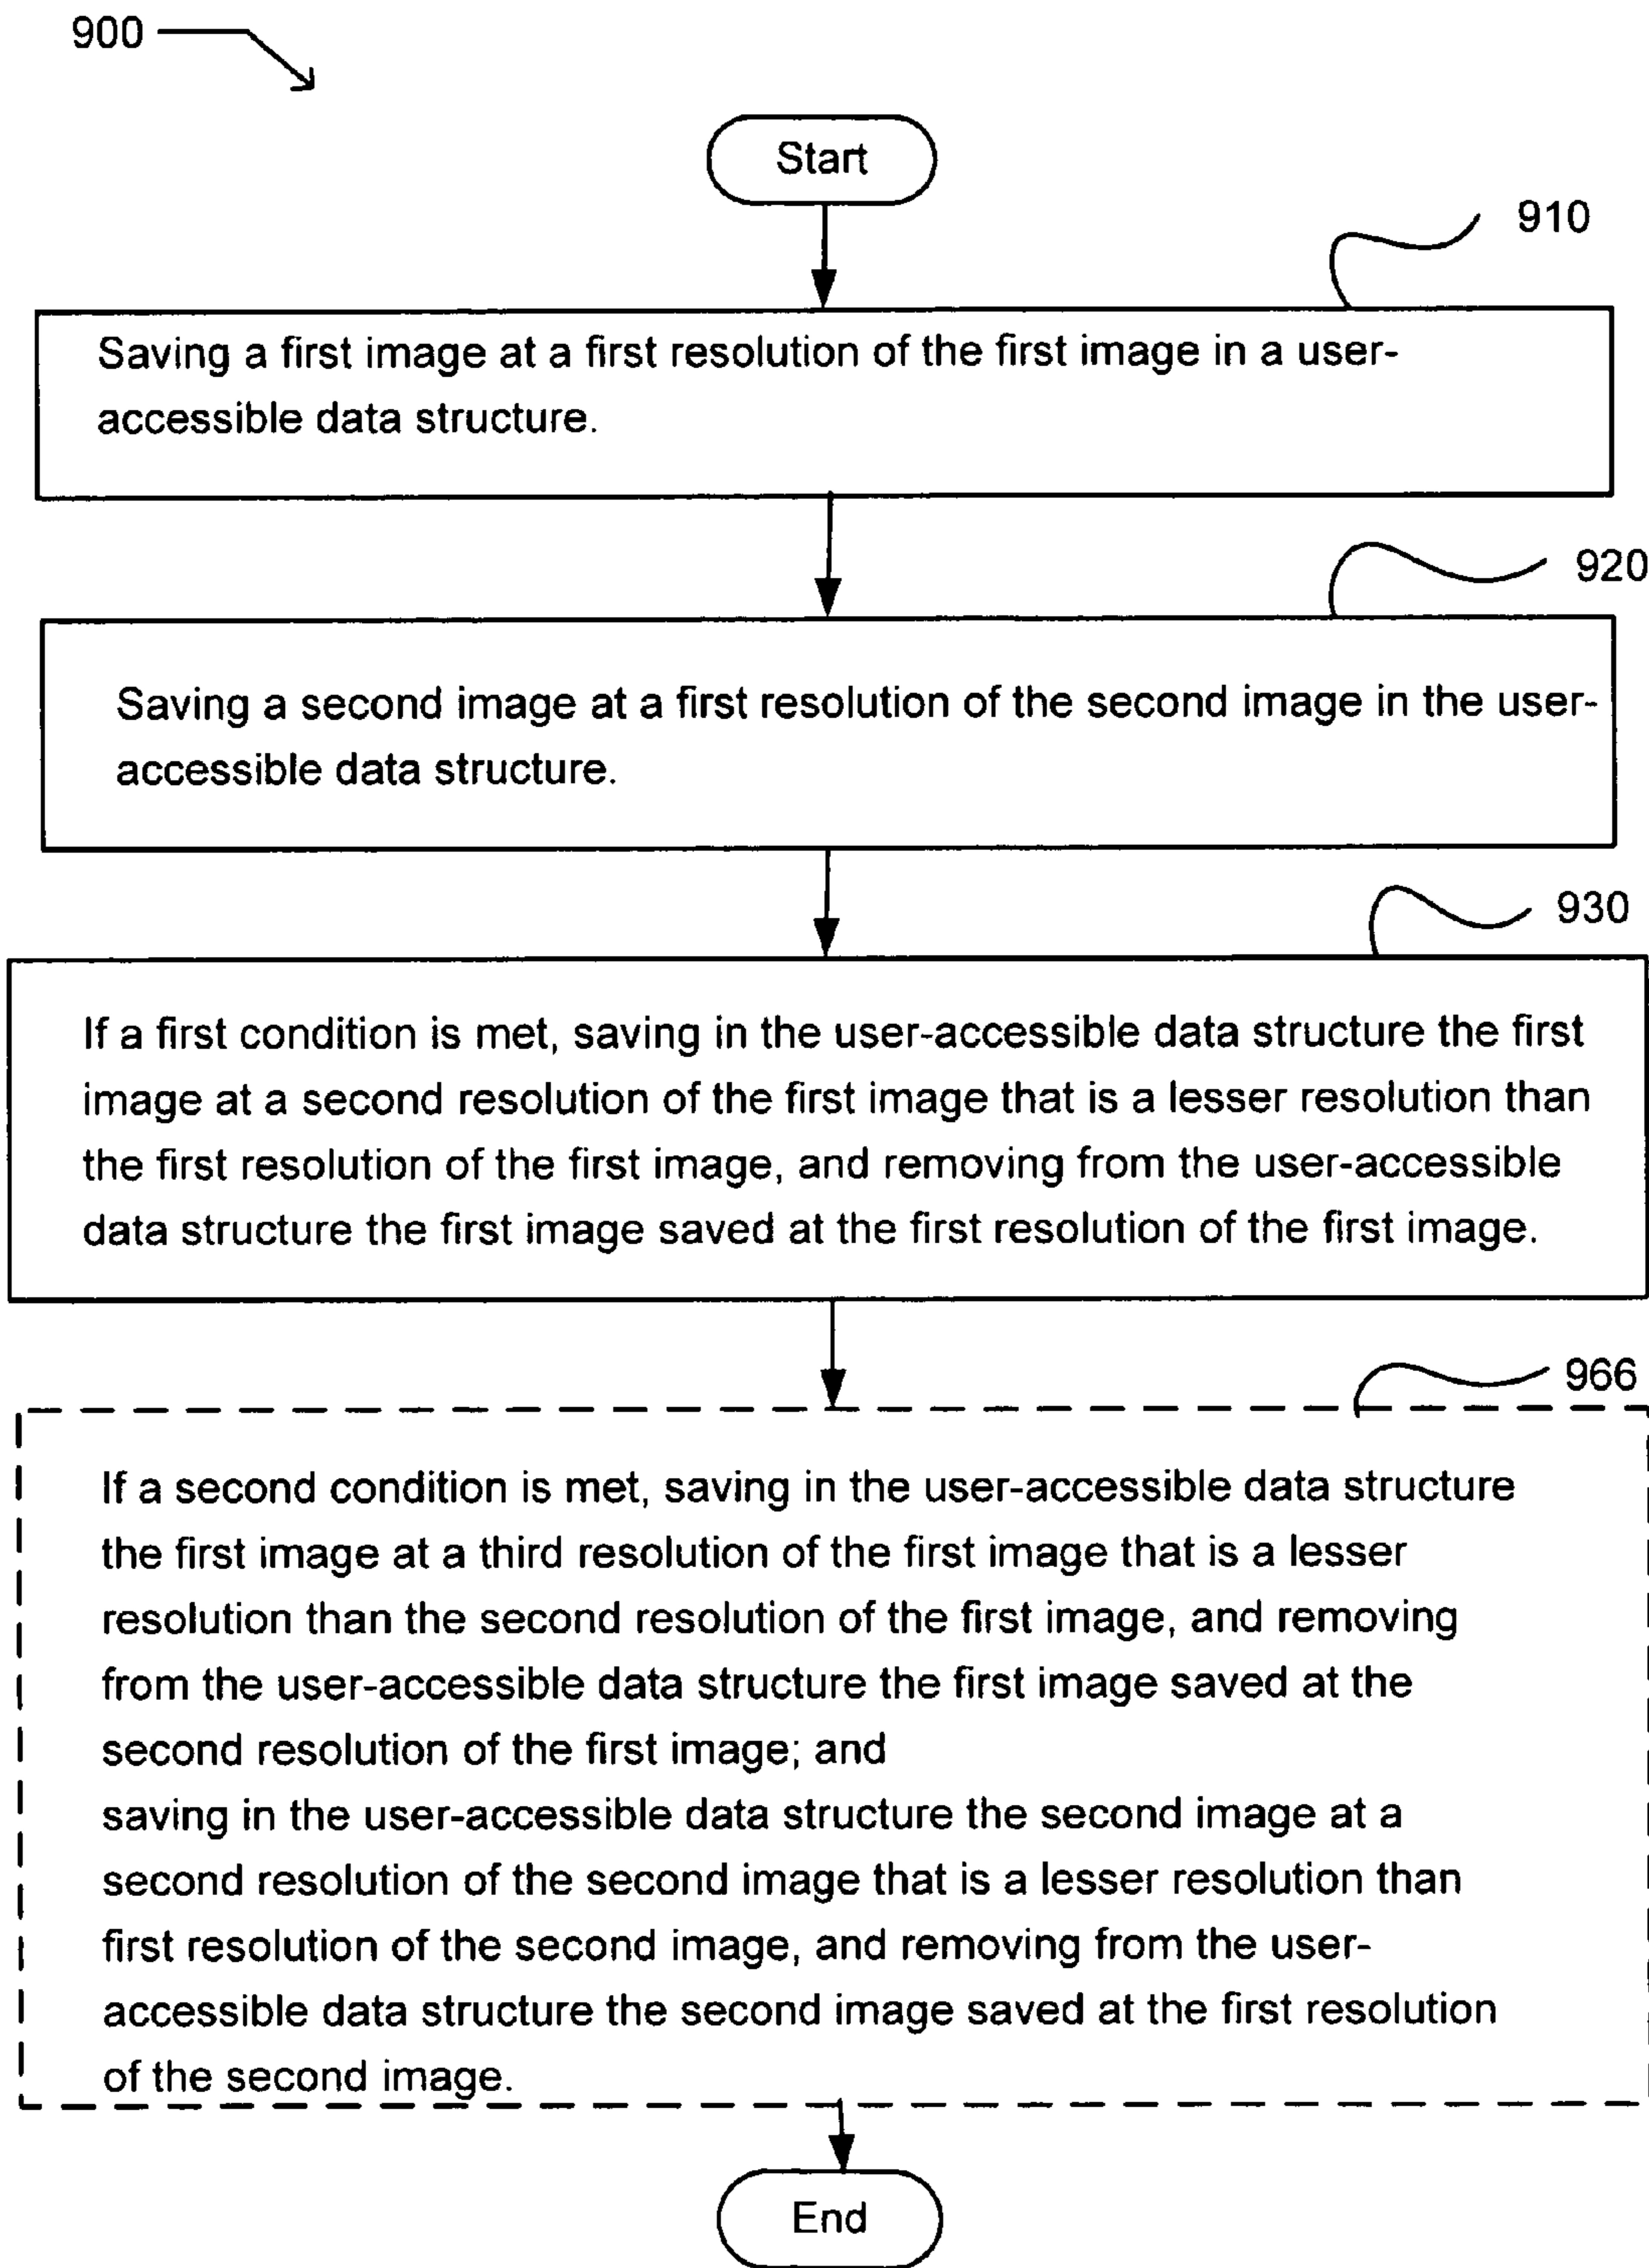 900
Start
910
Saving a first image at a first resolution of the first image in a user-
accessible data structure.
920
Saving a second image at a first resolution of the second image in the user-
accessible data structure.
930
If a first condition is met, saving in the user-accessible data structure the first
image at a second resolution of the first image that is a lesser resolution than
the first resolution of the first image, and removing from the user-accessible
data structure the first image saved at the first resolution of the first image.
966
If a second condition is met, saving in the user-accessible data structure
the first image at a third resolution of the first image that is a lesser
resolution than the second resolution of the first image, and removing
from the user-accessible data structure the first image saved at the
second resolution of the first image; and
saving in the user-accessible data structure the second image at a
second resolution of the second image that is a lesser resolution than
first resolution of the second image, and removing from the user-
accessible data structure the second image saved at the first resolution
of the second image.
End